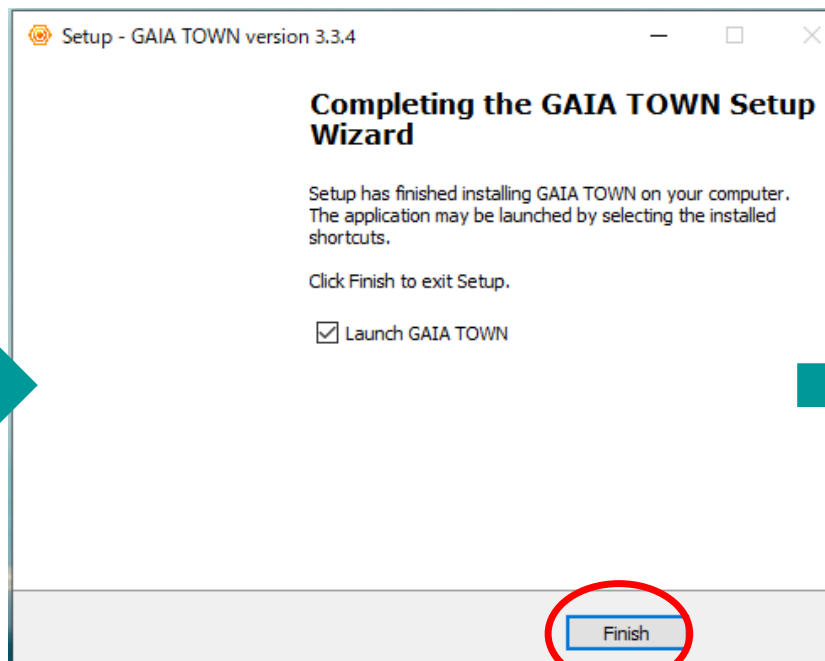 Setup - GAIA TOWN version 3.3.4
Completing the GAIA TOWN Setup
Wizard
Setup has finished installing GAIA TOWN on your computer.
The application may be launched by selecting the installed
shortcuts.
Click Finish to exit Setup.
Launch GAIA TOWN
Finish